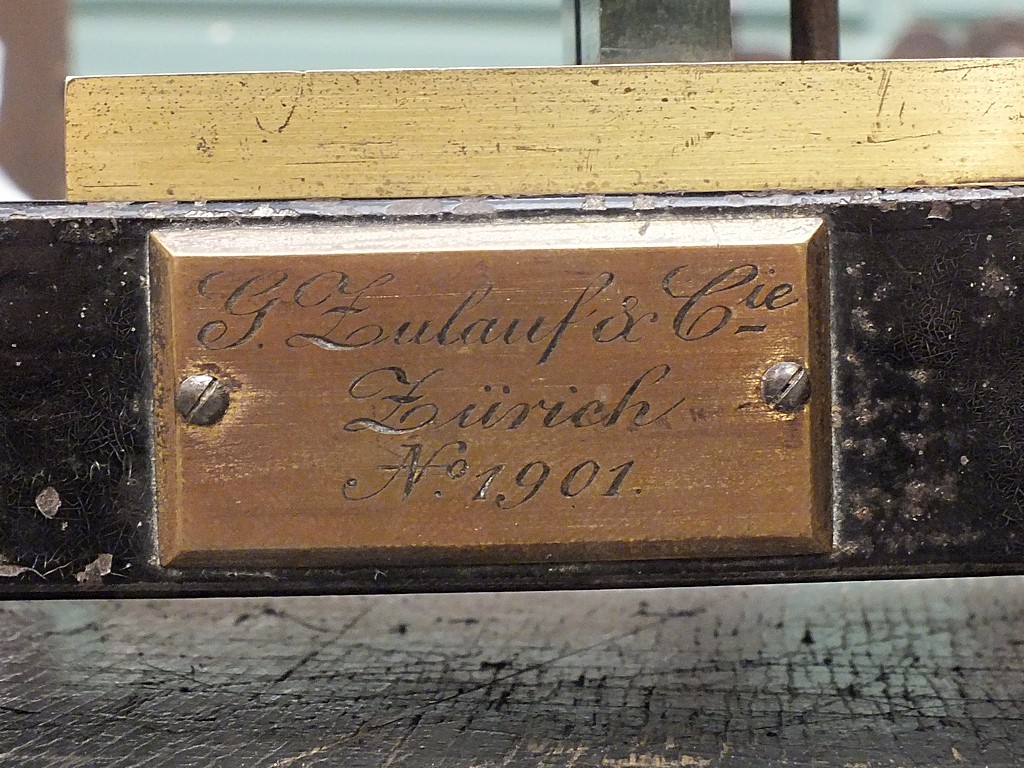 G. Zulauf & Cie
Zürich
No. 1901.